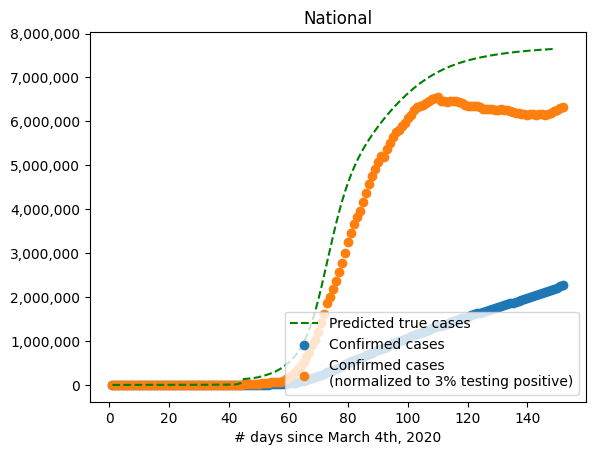 National
8,000,000
7,000,000
6,000,000
5,000,000
4,000,000
3,000,000
2,000,000
1,000,000
0
Predicted true cases
Confirmed cases
Confirmed cases
(normalized to 3% testing positive)
0 20 40 60 80 100 120 140
# days since March 4th, 2020